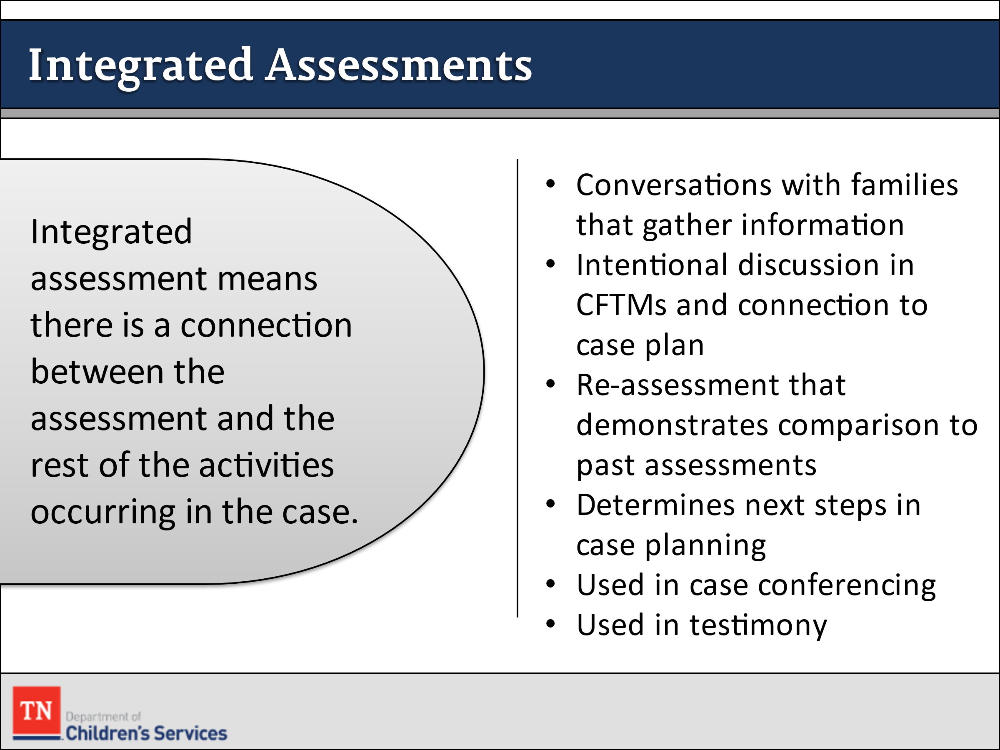 Integrated Assessments
Integrated
assessment means
there is a connection
between the
assessment and the
rest of the activities
occurring in the case.
• Conversations with families
that gather information
• Intentional discussion in
CFTMs and connection to
case plan
• Re-assessment that
demonstrates comparison to
past assessments
• Determines next steps in
case planning
• Used in case conferencing
• Used in testimony
TN
Department of
Children's Services